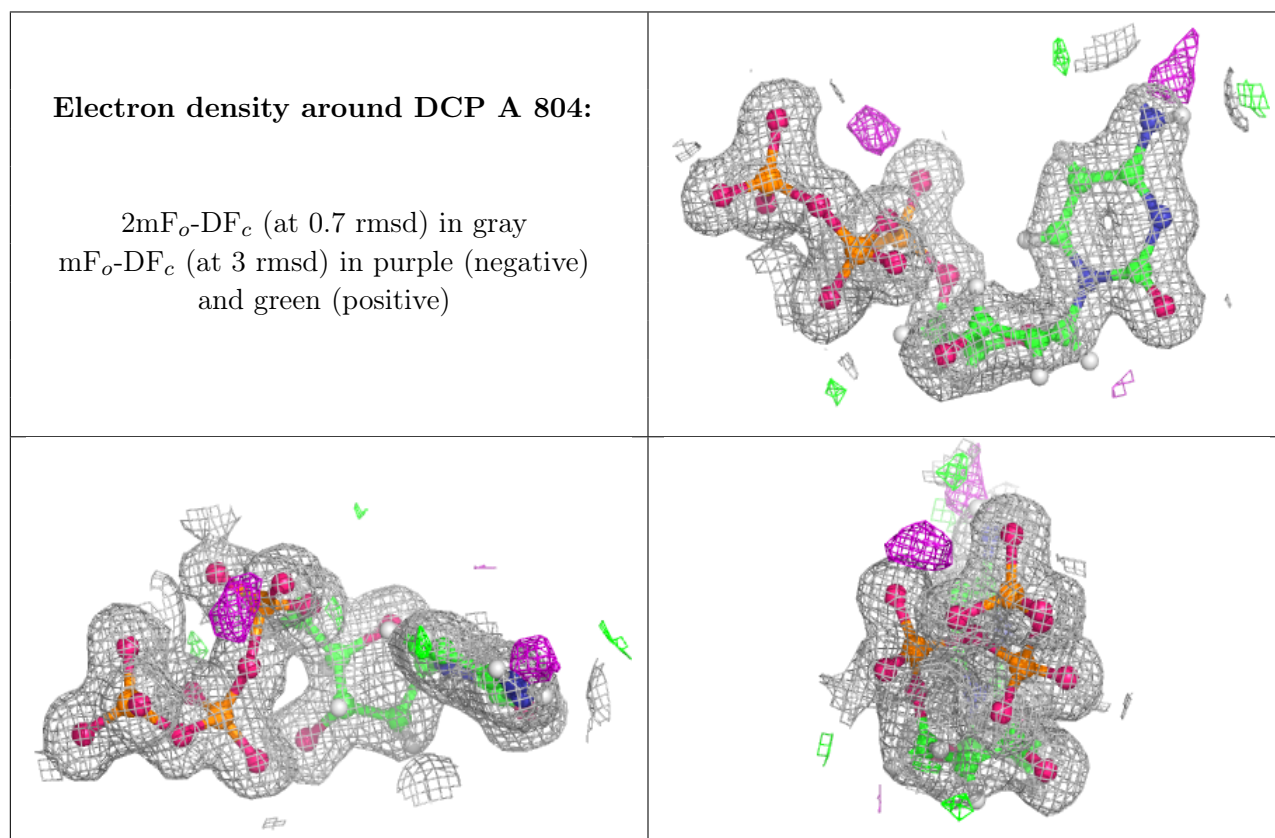 Electron density around DCP A 804:
2mFₒ-DF𝒸 (at 0.7 rmsd) in gray
mFₒ-DF𝒸 (at 3 rmsd) in purple (negative)
and green (positive)